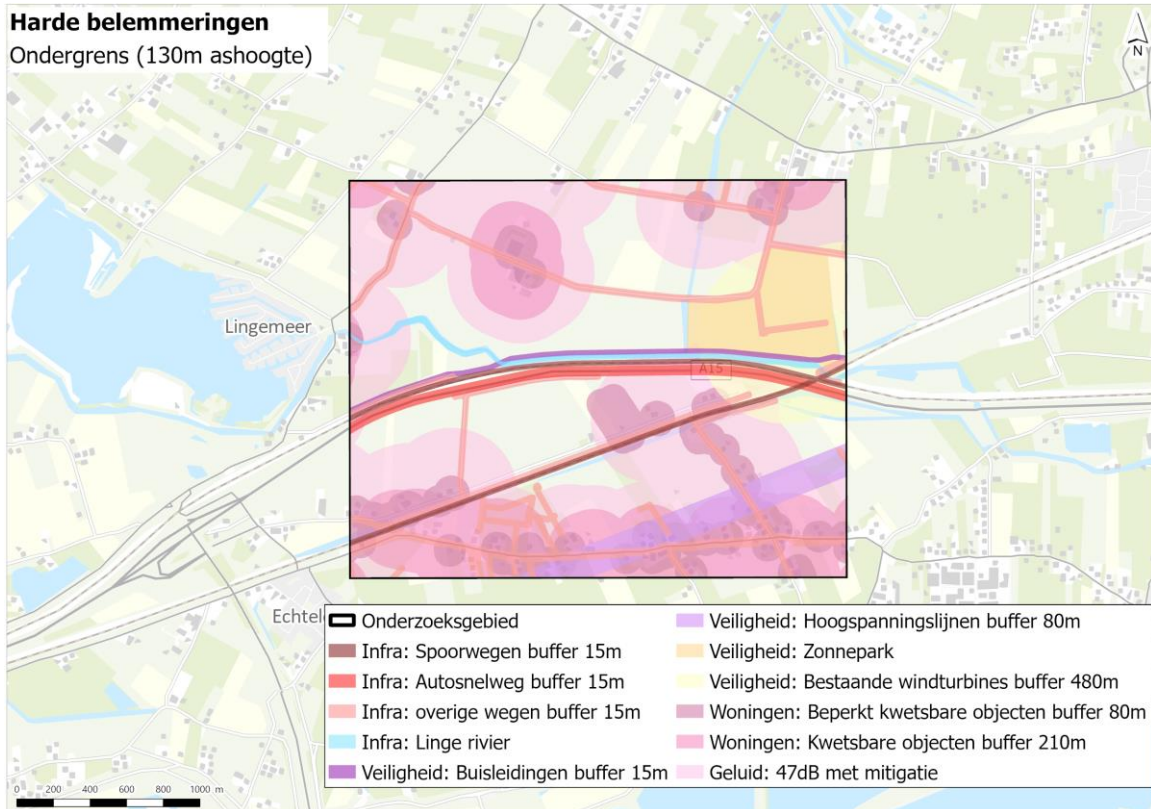 Harde belemmeringen
Ondergrens (130m ashoogte)
N
Lingemeer
A15
Echteld
Onderzoeksgebied
Infra: Spoorwegen buffer 15m
Infra: Autosnelweg buffer 15m
Infra: overige wegen buffer 15m
Infra: Linge rivier
Veiligheid: Buisleidingen buffer 15m
Veiligheid: Hoogspanningslijnen buffer 80m
Veiligheid: Zonnepark
Veiligheid: Bestaande windturbines buffer 480m
Woningen: Beperkt kwetsbare objecten buffer 80m
Woningen: Kwetsbare objecten buffer 210m
Geluid: 47dB met mitigatie
0 200 400 600 800 1000 m